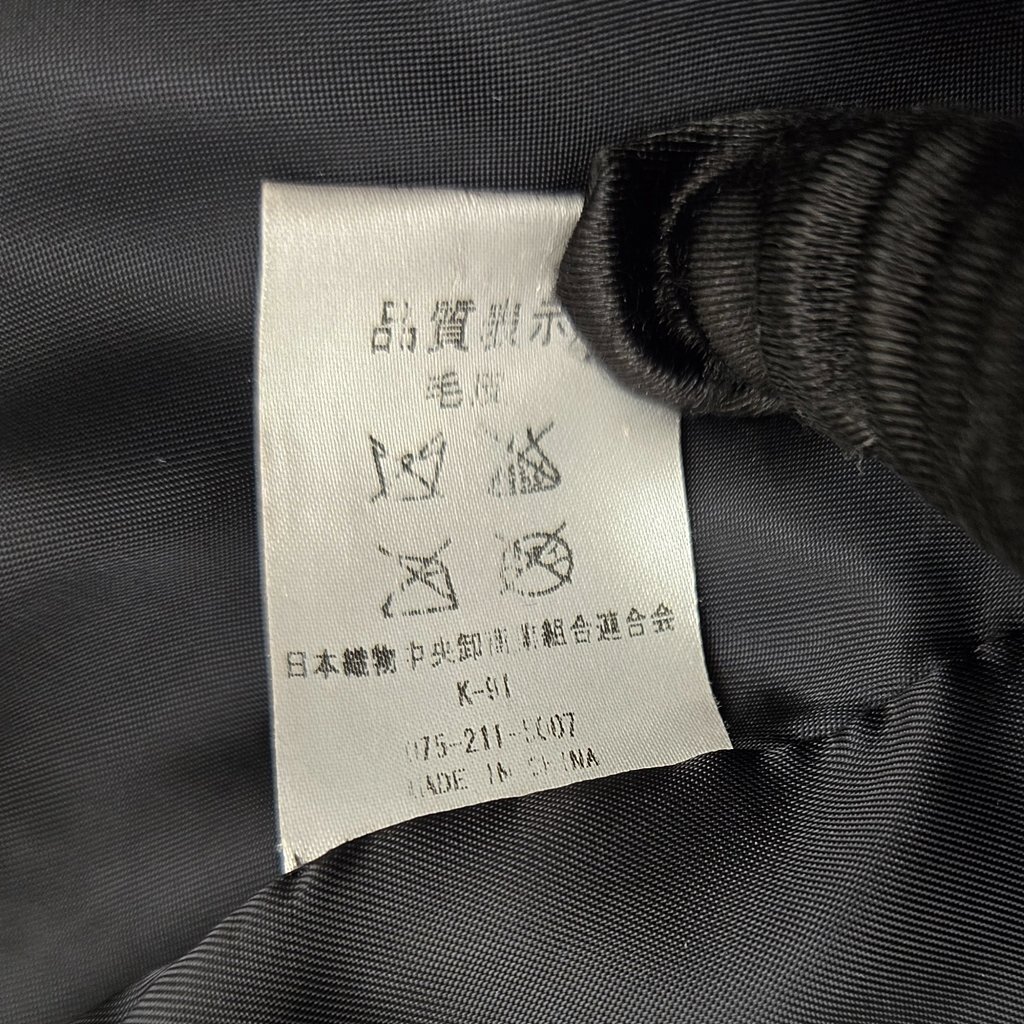 品質表示
毛皮
日本織物中央卸商業組合連合会
K-91
075-211-5007
MADE IN CHINA